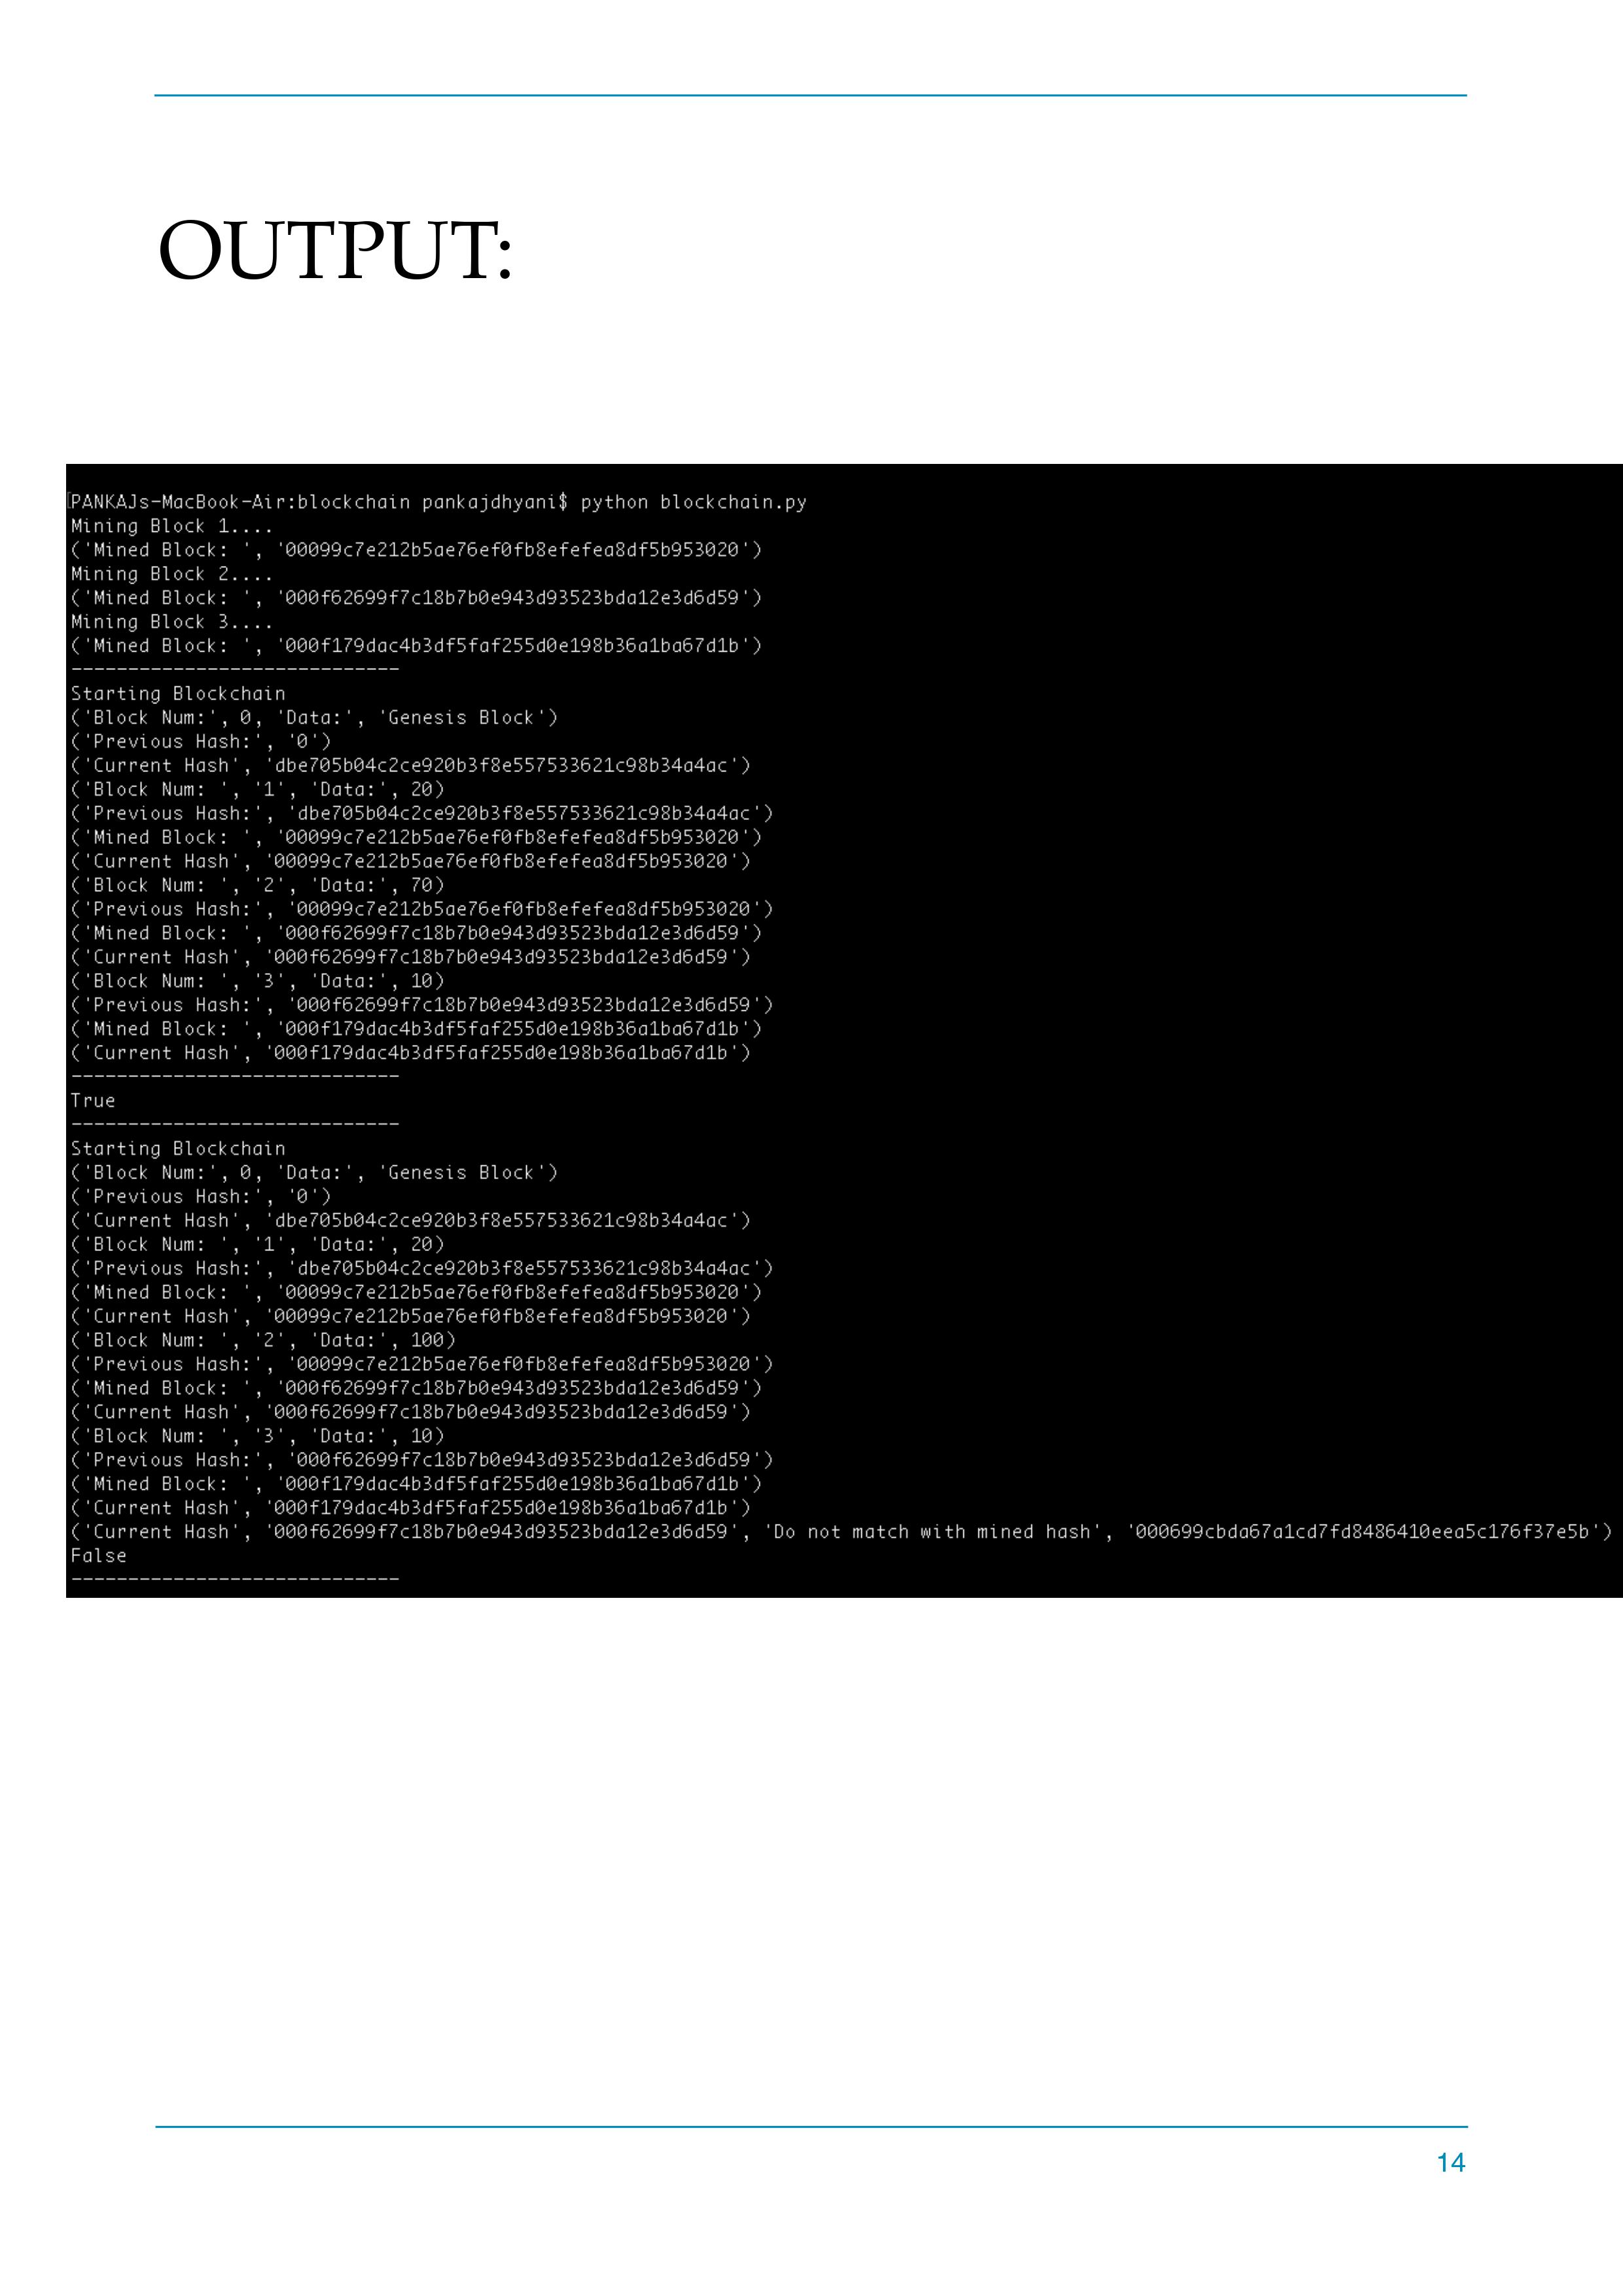 OUTPUT:
[PANKAJs-MacBook-Air:blockchain pankajdhyani$ python blockchain.py
Mining Block 1....
('Mined Block: ', '00099c7e212b5ae76ef0fb8efefea8df5b953020')
Mining Block 2....
('Mined Block: ', '000f62699f7c18b7b0e943d93523bda12e3d6d59')
Mining Block 3....
('Mined Block: ', '000f179dac4b3df5faf255d0e198b36a1ba67d1b')
-----------------------------
Starting Blockchain
('Block Num:', 0, 'Data:', 'Genesis Block')
('Previous Hash:', '0')
('Current Hash', 'dbe705b04c2ce920b3f8e557533621c98b34a4ac')
('Block Num: ', '1', 'Data:', 20)
('Previous Hash:', 'dbe705b04c2ce920b3f8e557533621c98b34a4ac')
('Mined Block: ', '00099c7e212b5ae76ef0fb8efefea8df5b953020')
('Current Hash', '00099c7e212b5ae76ef0fb8efefea8df5b953020')
('Block Num: ', '2', 'Data:', 70)
('Previous Hash:', '00099c7e212b5ae76ef0fb8efefea8df5b953020')
('Mined Block: ', '000f62699f7c18b7b0e943d93523bda12e3d6d59')
('Current Hash', '000f62699f7c18b7b0e943d93523bda12e3d6d59')
('Block Num: ', '3', 'Data:', 10)
('Previous Hash:', '000f62699f7c18b7b0e943d93523bda12e3d6d59')
('Mined Block: ', '000f179dac4b3df5faf255d0e198b36a1ba67d1b')
('Current Hash', '000f179dac4b3df5faf255d0e198b36a1ba67d1b')
-----------------------------
True
-----------------------------
Starting Blockchain
('Block Num:', 0, 'Data:', 'Genesis Block')
('Previous Hash:', '0')
('Current Hash', 'dbe705b04c2ce920b3f8e557533621c98b34a4ac')
('Block Num: ', '1', 'Data:', 20)
('Previous Hash:', 'dbe705b04c2ce920b3f8e557533621c98b34a4ac')
('Mined Block: ', '00099c7e212b5ae76ef0fb8efefea8df5b953020')
('Current Hash', '00099c7e212b5ae76ef0fb8efefea8df5b953020')
('Block Num: ', '2', 'Data:', 100)
('Previous Hash:', '00099c7e212b5ae76ef0fb8efefea8df5b953020')
('Mined Block: ', '000f62699f7c18b7b0e943d93523bda12e3d6d59')
('Current Hash', '000f62699f7c18b7b0e943d93523bda12e3d6d59')
('Block Num: ', '3', 'Data:', 10)
('Previous Hash:', '000f62699f7c18b7b0e943d93523bda12e3d6d59')
('Mined Block: ', '000f179dac4b3df5faf255d0e198b36a1ba67d1b')
('Current Hash', '000f179dac4b3df5faf255d0e198b36a1ba67d1b')
('Current Hash', '000f62699f7c18b7b0e943d93523bda12e3d6d59', 'Do not match with mined hash', '000699cbda67a1cd7fd8486410eea5c176f37e5b')
False
-----------------------------
14